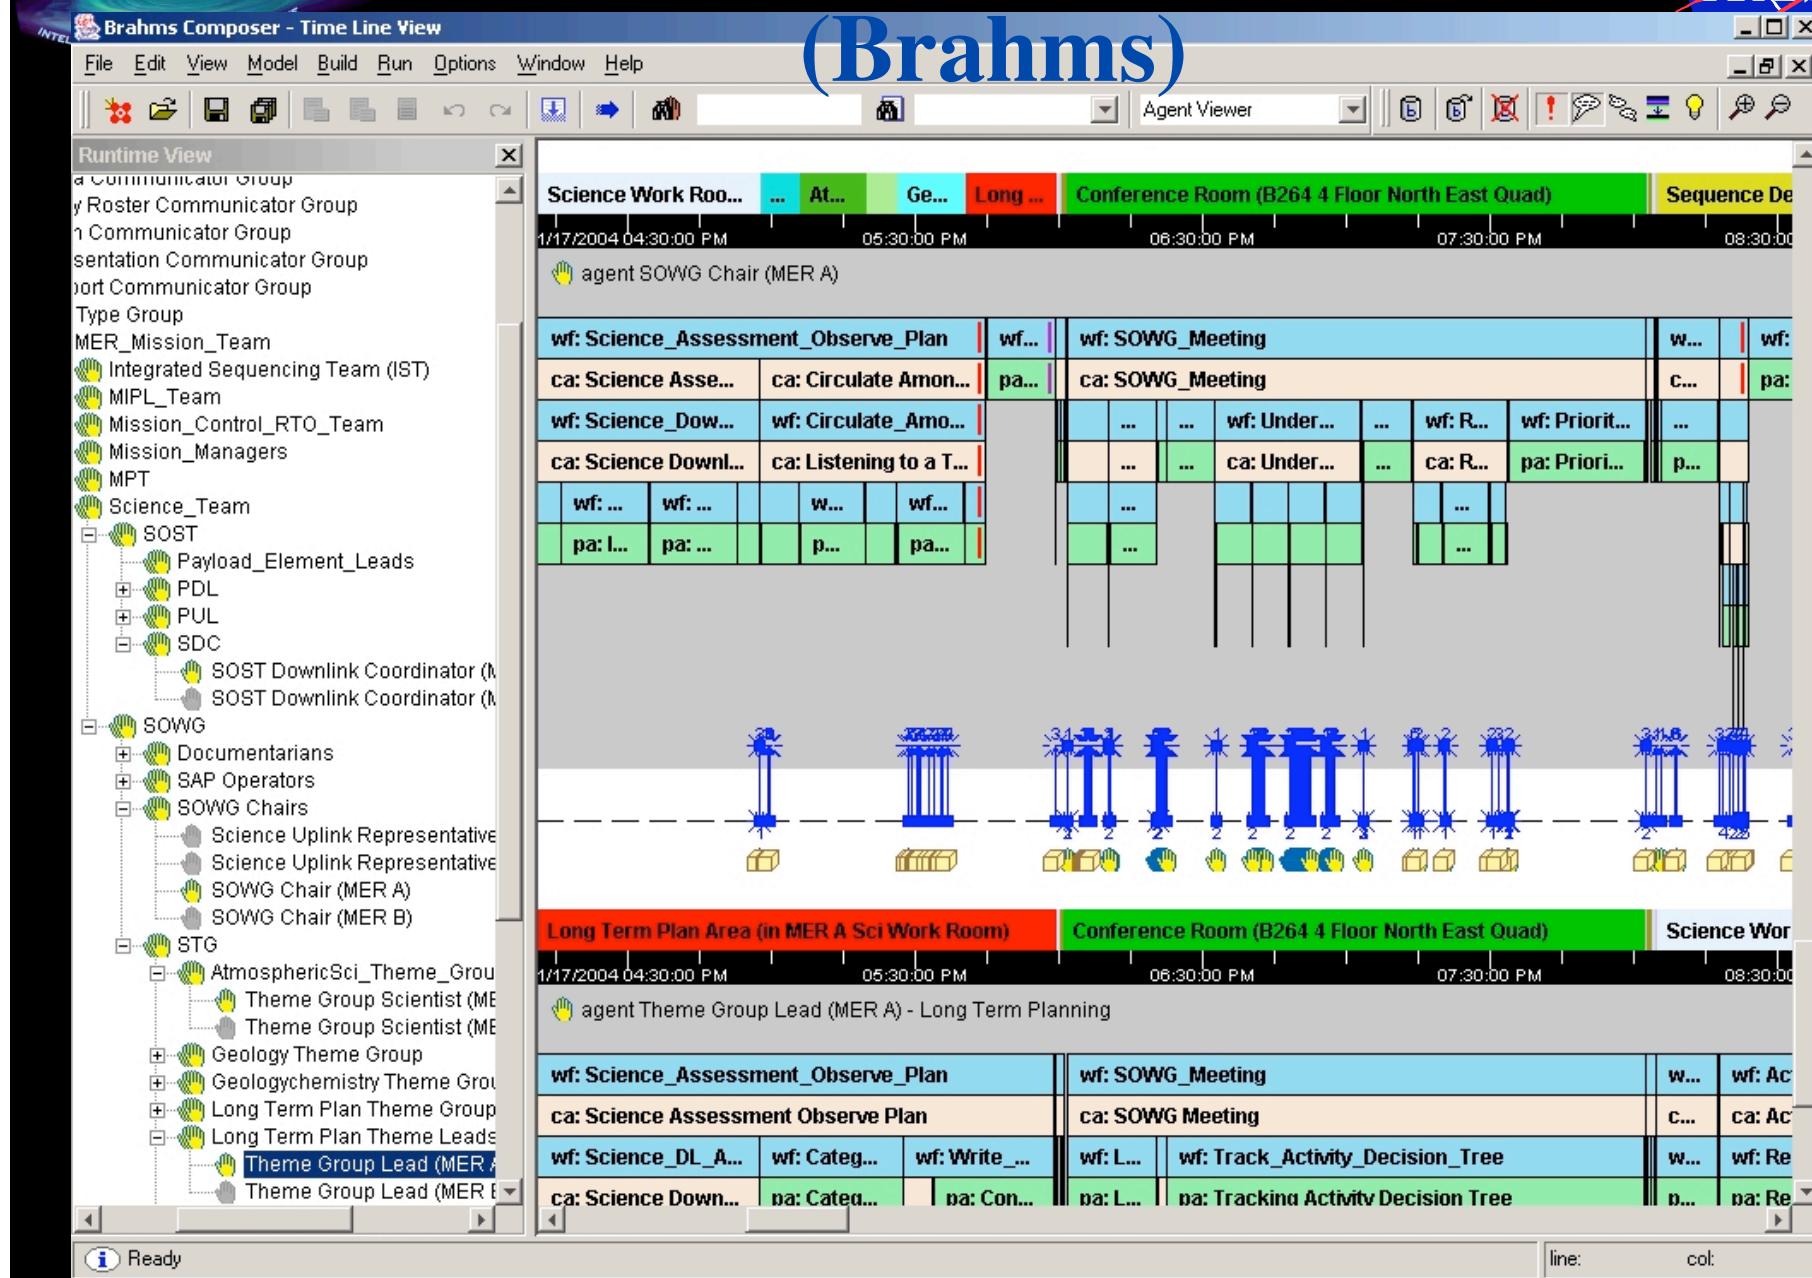 INTEL
Brahms Composer - Time Line View
(Brahms)
File Edit View Model Build Run Options Window Help
Agent Viewer
Runtime View
a Communicator Group
y Roster Communicator Group
Communicator Group
sentation Communicator Group
port Communicator Group
Type Group
MER_Mission_Team
Integrated Sequencing Team (IST)
MIPL_Team
Mission_Control_RTO_Team
Mission_Managers
MPT
Science_Team
SOST
Payload_Element_Leads
PDL
PUL
SDC
SOST Downlink Coordinator (M
SOST Downlink Coordinator (M
SOWG
Documentarians
SAP Operators
SOWG Chairs
Science Uplink Representative
Science Uplink Representative
SOWG Chair (MER A)
SOWG Chair (MER B)
STG
AtmosphericSci_Theme_Grou
Theme Group Scientist (ME
Theme Group Scientist (ME
Geology Theme Group
Geologychemistry Theme Grou
Long Term Plan Theme Group
Long Term Plan Theme Leads
Theme Group Lead (MER A
Theme Group Lead (MER B
Science Work Roo... ... At... Ge... Long ... Conference Room (B264 4 Floor North East Quad) Sequence De
1/17/2004 04:30:00 PM 05:30:00 PM 06:30:00 PM 07:30:00 PM 08:30:00
agent SOWG Chair (MER A)
wf: Science_Assessment_Observe_Plan wf... wf: SOWG_Meeting w... wf:
ca: Science Asse... ca: Circulate Amon... pa... ca: SOWG_Meeting c... pa:
wf: Science_Dow... wf: Circulate_Amo... ... ... wf: Under... ... wf: R... wf: Priorit... ...
ca: Science Downl... ca: Listening to a T... ... ... ca: Under... ... ca: R... pa: Priori... p...
wf: ... wf: ... w... wf... ... ...
pa: I... pa: ... p... pa... ... ...
Long Term Plan Area (in MER A Sci Work Room) Conference Room (B264 4 Floor North East Quad) Science Wor
1/17/2004 04:30:00 PM 05:30:00 PM 06:30:00 PM 07:30:00 PM 08:30:00
agent Theme Group Lead (MER A) - Long Term Planning
wf: Science_Assessment_Observe_Plan wf: SOWG_Meeting w... wf: Ac
ca: Science Assessment Observe Plan ca: SOWG Meeting c... ca: Ac
wf: Science_DL_A... wf: Categ... wf: Write_... wf: L... wf: Track_Activity_Decision_Tree w... wf: Re
ca: Science Down... pa: Categ... pa: Con... pa: L... pa: Tracking Activity Decision Tree p... pa: Re
Ready line: col: